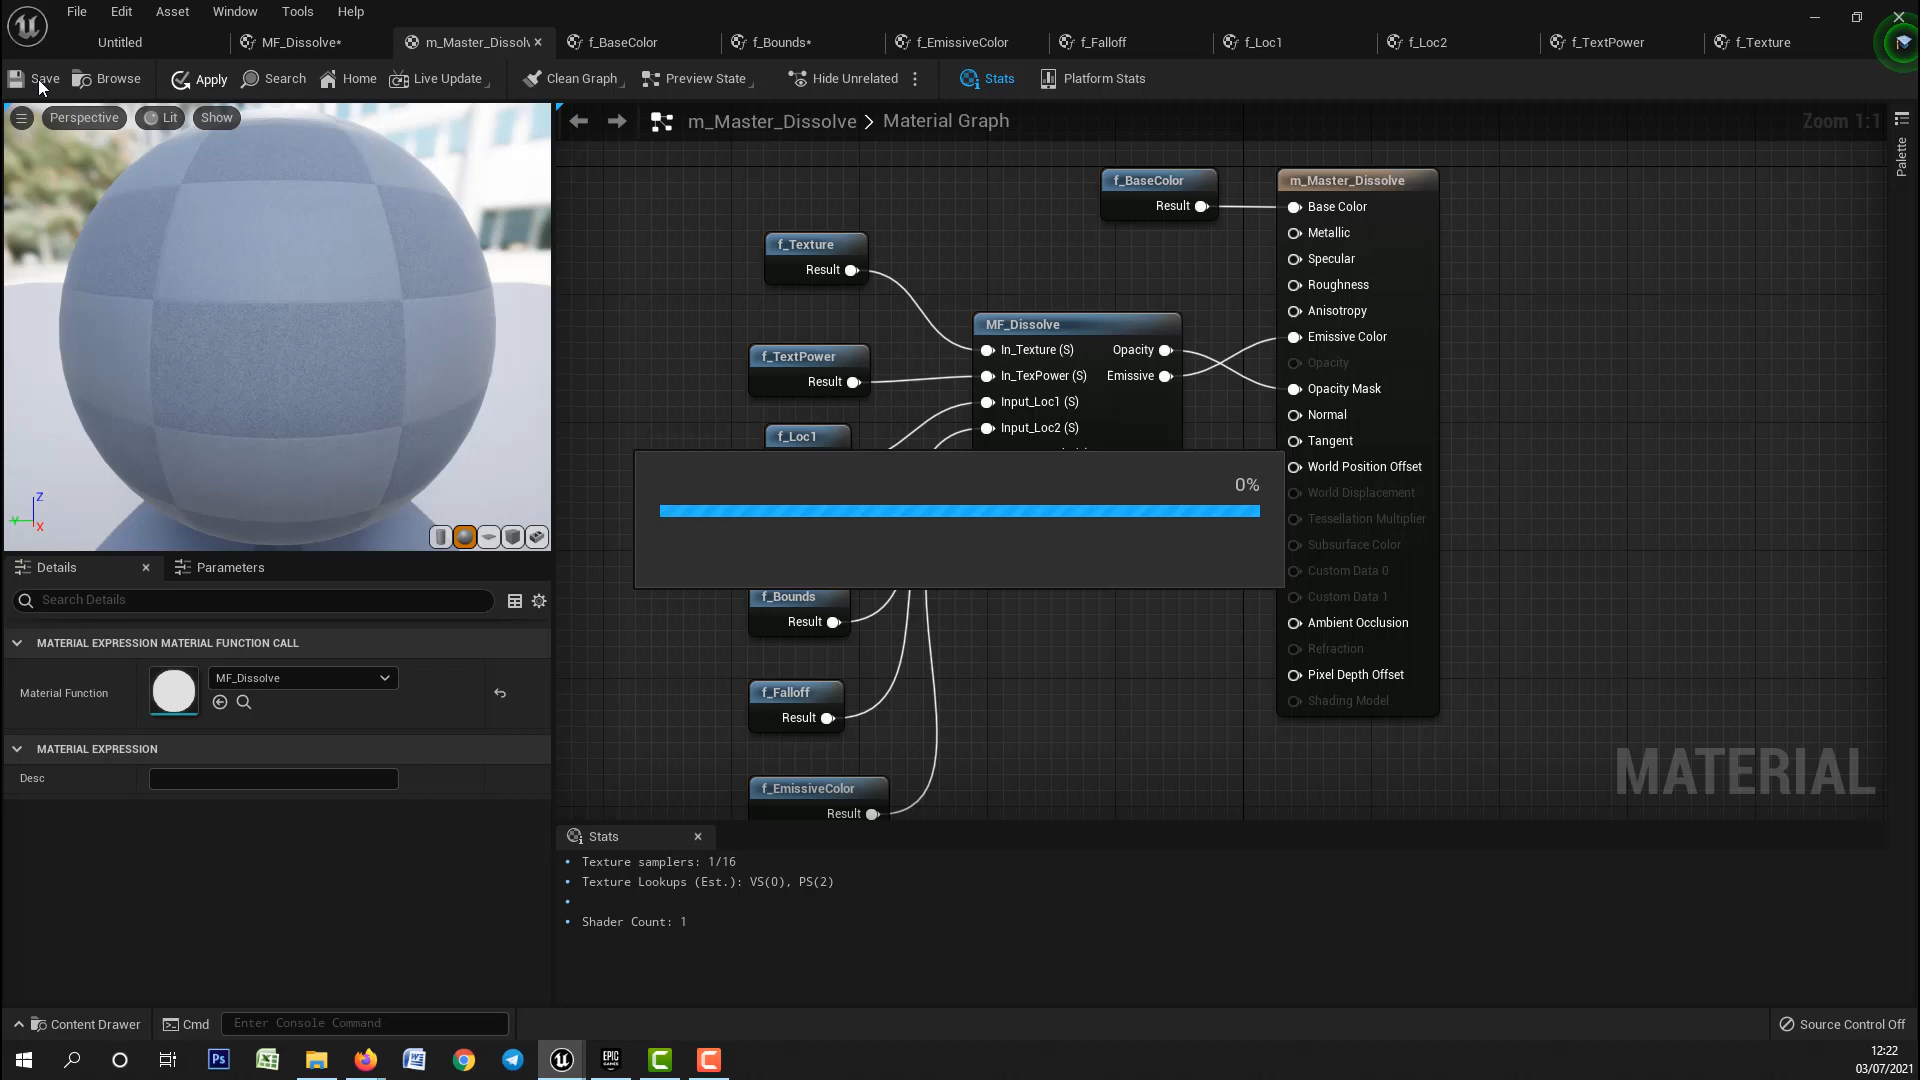 File Edit Asset Window Tools Help
Untitled MF_Dissolve* m_Master_Dissolv f_BaseColor f_Bounds* f_EmissiveColor f_Falloff f_Loc1 f_Loc2 f_TextPower f_Texture
Save Browse Apply Search Home Live Update Clean Graph Preview State Hide Unrelated Stats Platform Stats
Perspective Lit Show
m_Master_Dissolve > Material Graph
Zoom 1:1
Palette
f_BaseColor
Result
m_Master_Dissolve
Base Color
Metallic
Specular
Roughness
Anisotropy
Emissive Color
Opacity
Opacity Mask
Normal
Tangent
World Position Offset
World Displacement
Tessellation Multiplier
Subsurface Color
Custom Data 0
Custom Data 1
Ambient Occlusion
Refraction
Pixel Depth Offset
Shading Model
f_Texture
Result
f_TextPower
Result
MF_Dissolve
In_Texture (S) Opacity
In_TexPower (S) Emissive
Input_Loc1 (S)
Input_Loc2 (S)
f_Loc1
0%
f_Bounds
Result
f_Falloff
Result
f_EmissiveColor
Result
MATERIAL
Z
Y
X
Details Parameters
Search Details
MATERIAL EXPRESSION MATERIAL FUNCTION CALL
Material Function MF_Dissolve
MATERIAL EXPRESSION
Desc
Stats
Texture samplers: 1/16
Texture Lookups (Est.): VS(0), PS(2)
Shader Count: 1
Content Drawer Cmd Enter Console Command Source Control Off
Ps
EPIC GAMES
12:22
03/07/2021